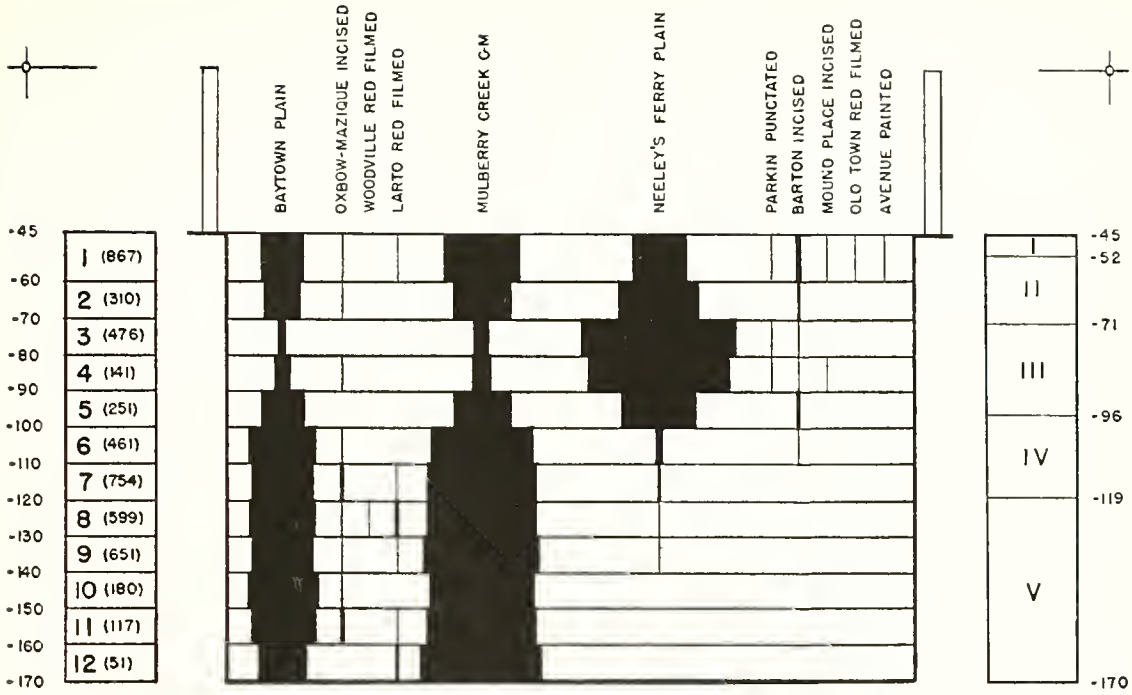 BAYTOWN PLAIN
OXBOW-MAZIQUE INCISED
WOODVILLE RED FILMED
LARTO RED FILMED
MULBERRY CREEK C-M
NEELEY'S FERRY PLAIN
PARKIN PUNCTATED
BARTON INCISED
MOUND PLACE INCISED
OLD TOWN RED FILMED
AVENUE PAINTED
-45
1 (867)
-60
2 (310)
-70
3 (476)
-80
4 (141)
-90
5 (251)
-100
6 (461)
-110
7 (754)
-120
8 (599)
-130
9 (651)
-140
10 (180)
-150
11 (117)
-160
12 (51)
-170
-45
I
-52
II
-71
III
-96
IV
-119
V
-170